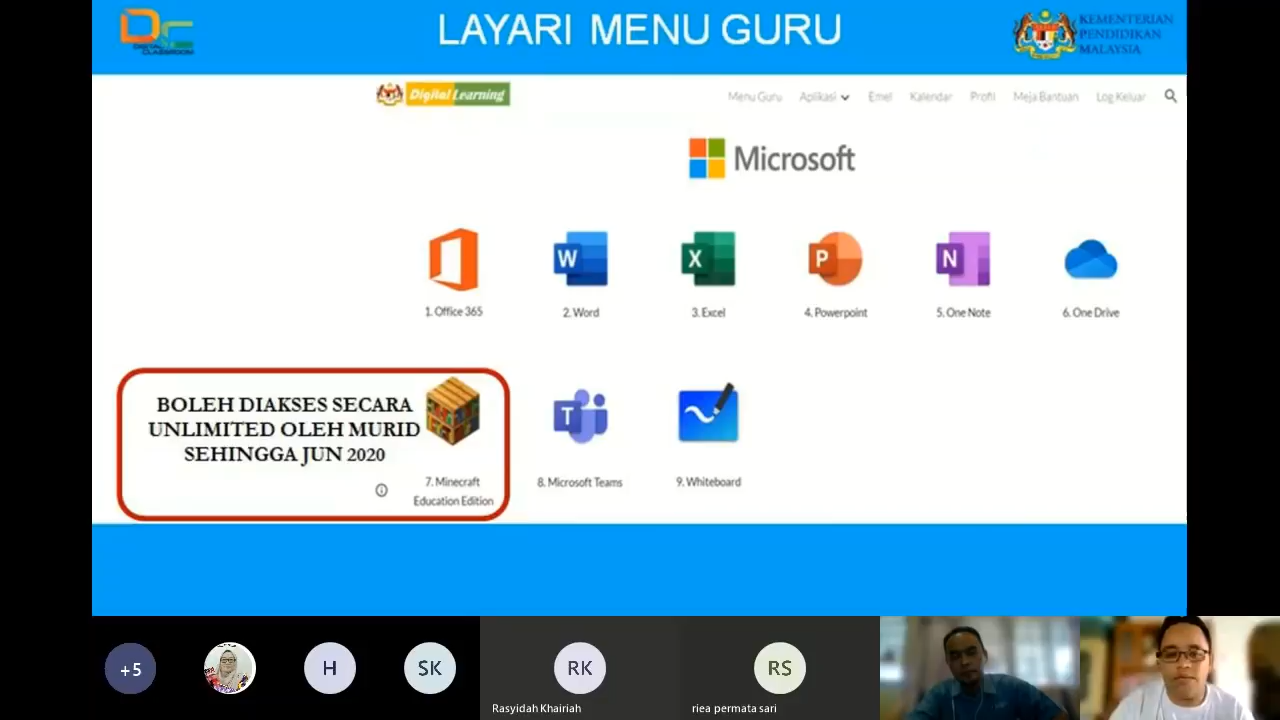 LAYARI MENU GURU
DIGITAL
CLASSROOM
KEMENTERIAN
PENDIDIKAN
MALAYSIA
Digital Learning
Menu Guru Aplikasi Emel Kalendar Profil Meja Bantuan Log Keluar
Microsoft
W X P N
1. Office 365 2. Word 3. Excel 4. Powerpoint 5. One Note 6. One Drive
BOLEH DIAKSES SECARA
UNLIMITED OLEH MURID
SEHINGGA JUN 2020
T
7. Minecraft
Education Edition
8. Microsoft Teams 9. Whiteboard
+5 H SK RK RS
Rasyidah Khairiah riea permata sari